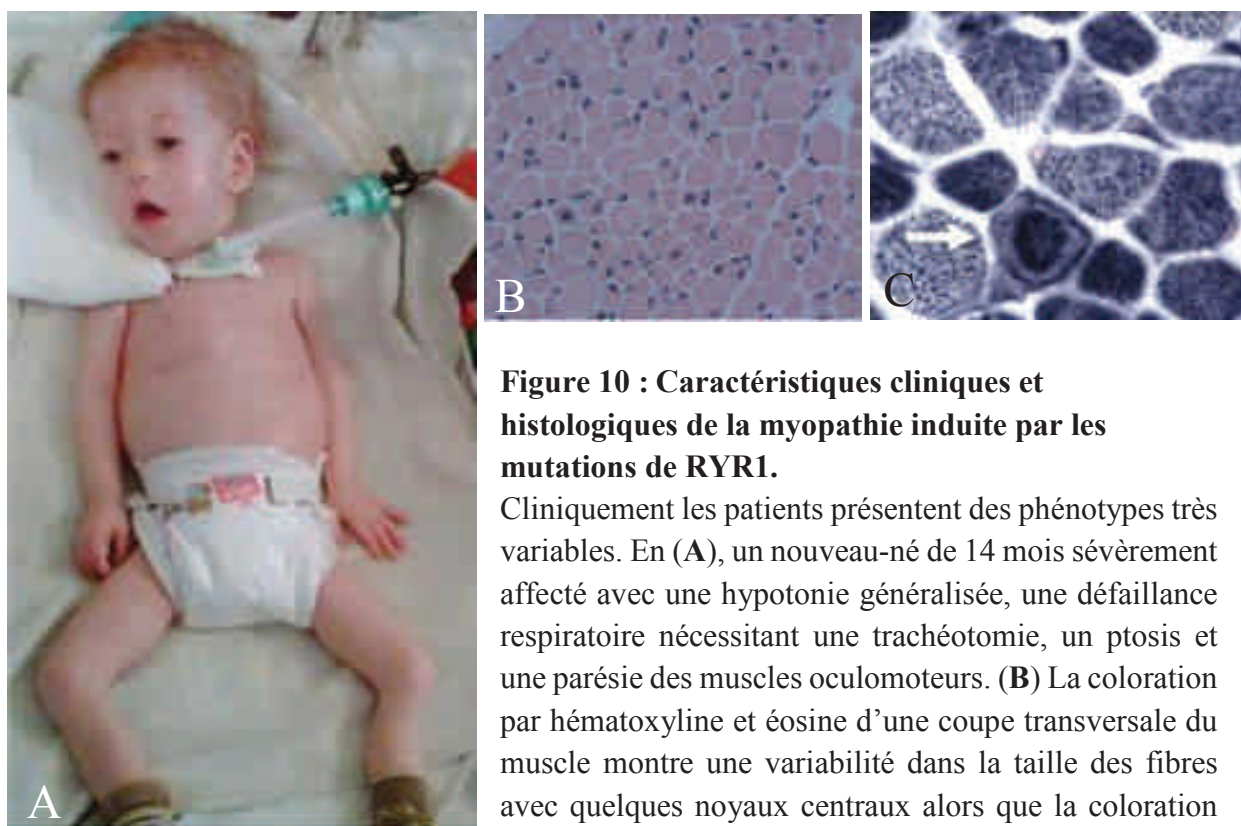 A
B
C
Figure 10 : Caractéristiques cliniques et
histologiques de la myopathie induite par les
mutations de RYR1.
Cliniquement les patients présentent des phénotypes très
variables. En (A), un nouveau-né de 14 mois sévèrement
affecté avec une hypotonie généralisée, une défaillance
respiratoire nécessitant une trachéotomie, un ptosis et
une parésie des muscles oculomoteurs. (B) La coloration
par hématoxyline et éosine d’une coupe transversale du
muscle montre une variabilité dans la taille des fibres
avec quelques noyaux centraux alors que la coloration